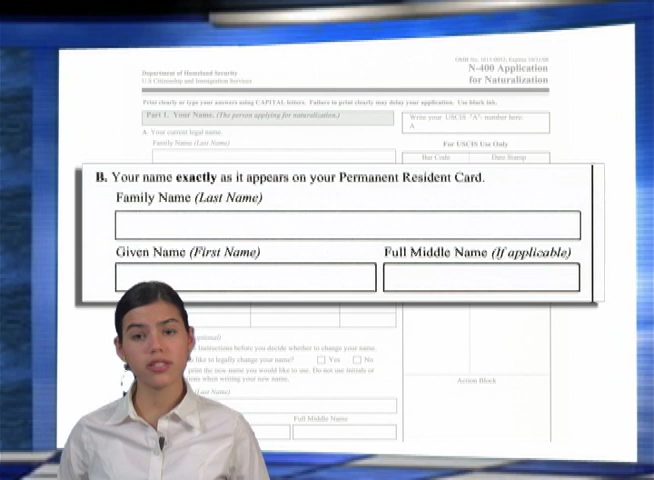 OMB No. 1615-0052; Expires 10/31/08
Department of Homeland Security
N-400 Application
U.S Citizenship and Immigration Services
for Naturalization
Print clearly or type your answers using CAPITAL letters. Failure to print clearly may delay your application. Use black ink.
Part 1. Your Name. (The person applying for naturalization.)
Write your USCIS "A"- number here:
A
A. Your current legal name.
Family Name (Last Name)
For USCIS Use Only
Bar Code Date Stamp
B. Your name exactly as it appears on your Permanent Resident Card.
Family Name (Last Name)
Given Name (First Name) Full Middle Name (If applicable)
optional)
Instructions before you decide whether to change your name.
like to legally change your name? Yes No
print the new name you would like to use. Do not use initials or
when writing your new name.
Action Block
(Last Name)
Full Middle Name